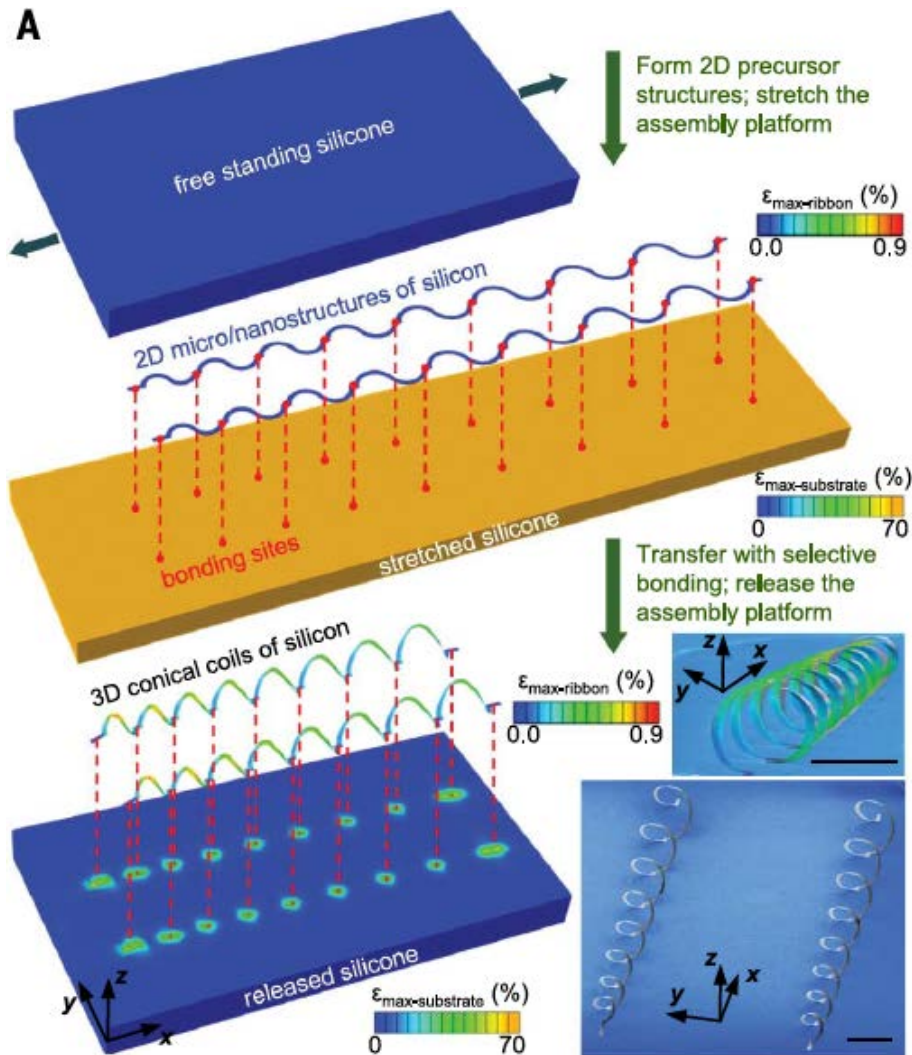 A
Form 2D precursor
structures; stretch the
assembly platform
free standing silicone
εmax-ribbon (%)
0.0 0.9
2D micro/nanostructures of silicon
εmax-substrate (%)
0 70
bonding sites
stretched silicone
Transfer with selective
bonding; release the
assembly platform
3D conical coils of silicon
εmax-ribbon (%)
0.0 0.9
z
y x
released silicone
z
y x
εmax-substrate (%)
0 70
z
y x